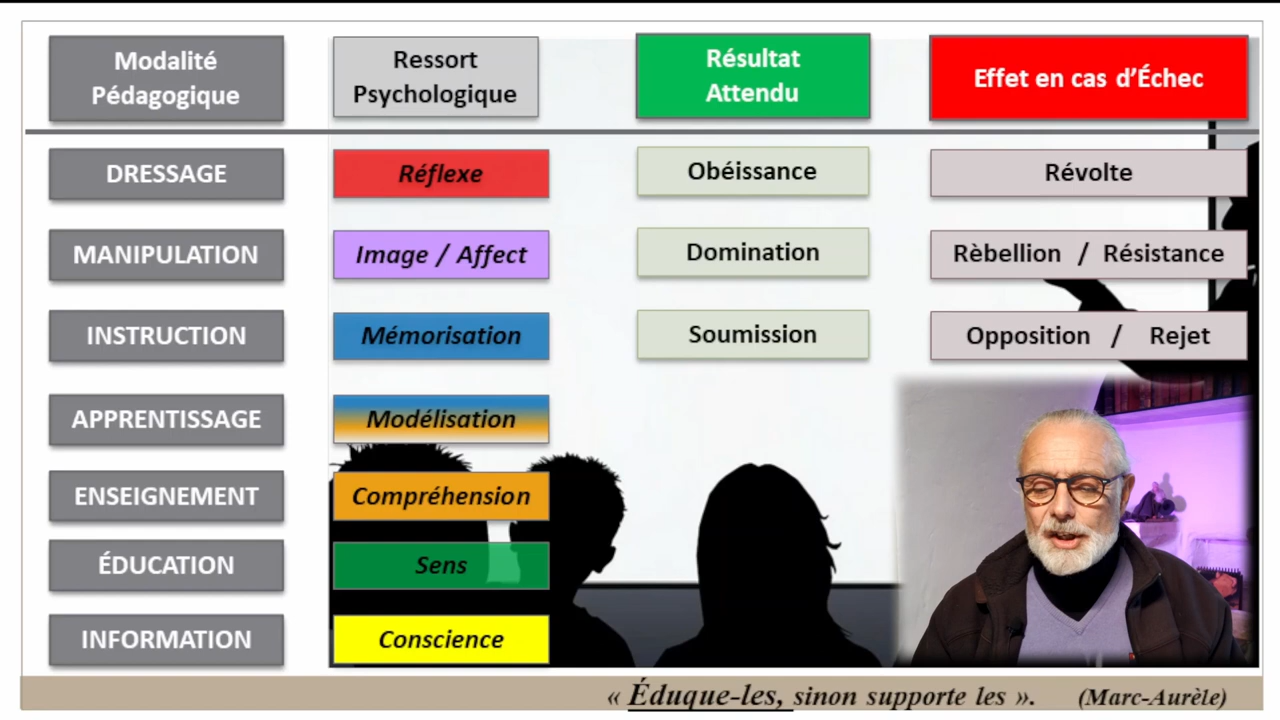 Modalité
Pédagogique
Ressort
Psychologique
Résultat
Attendu
Effet en cas d'Échec
DRESSAGE
Réflexe
Obéissance
Révolte
MANIPULATION
Image / Affect
Domination
Rèbellion / Résistance
INSTRUCTION
Mémorisation
Soumission
Opposition / Rejet
APPRENTISSAGE
Modélisation
ENSEIGNEMENT
Compréhension
ÉDUCATION
Sens
INFORMATION
Conscience
« Éduque-les, sinon supporte les ». (Marc-Aurèle)